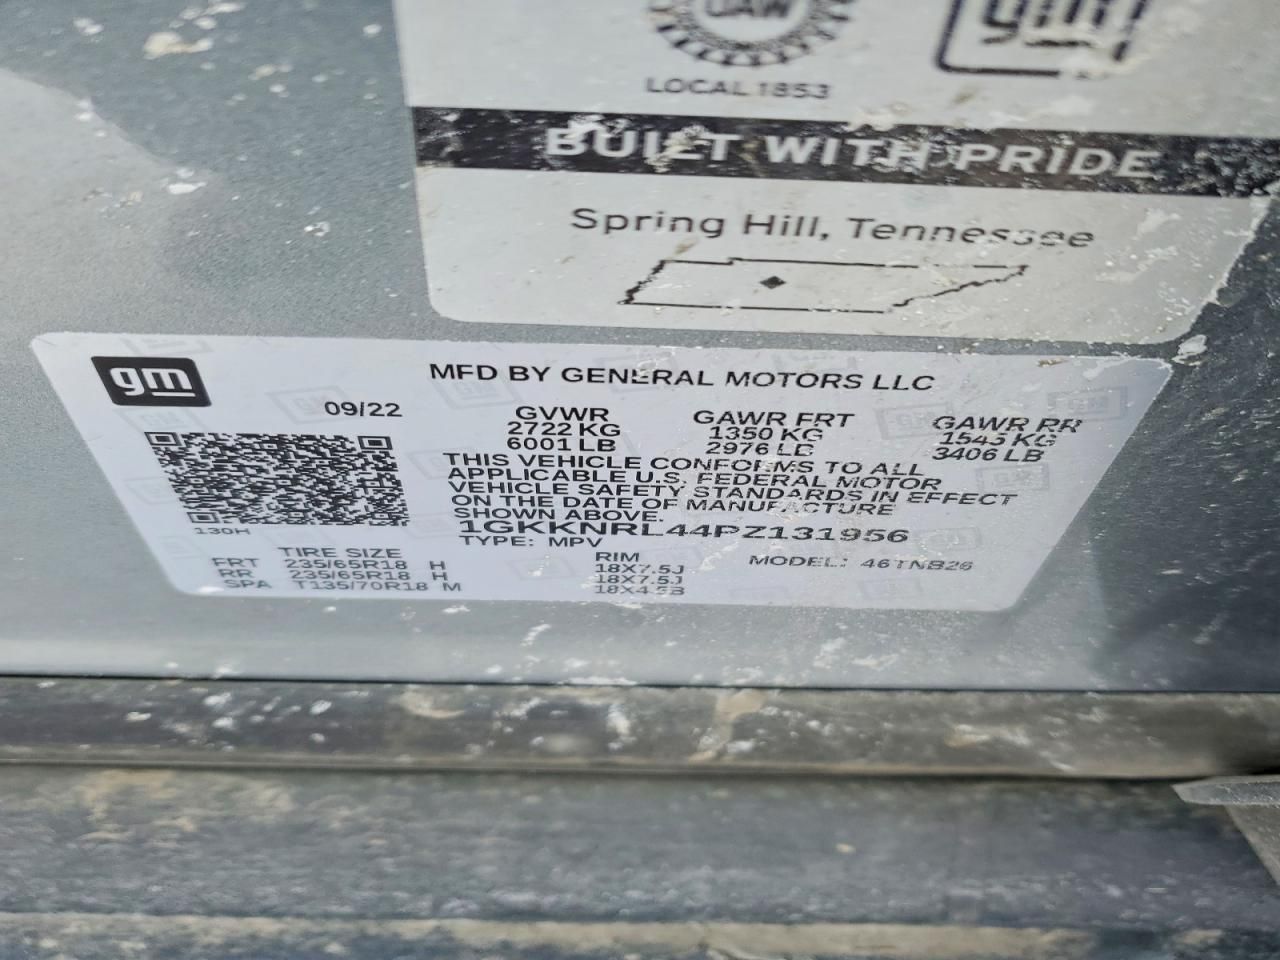 UAW
gm
LOCAL 1853
BUILT WITH PRIDE
Spring Hill, Tennessee
gm
MFD BY GENERAL MOTORS LLC
09/22
GVWR GAWR FRT GAWR RR
2722 KG 1350 KG 1545 KG
6001 LB 2976 LB 3406 LB
THIS VEHICLE CONFORMS TO ALL
APPLICABLE U.S. FEDERAL MOTOR
VEHICLE SAFETY STANDARDS IN EFFECT
ON THE DATE OF MANUFACTURE
SHOWN ABOVE.
1GKKNRL44PZ131956
130H
TYPE: MPV
TIRE SIZE RIM MODEL: 46TNB26
FRT 235/65R18 H 18X7.5J
RR 235/65R18 H 18X7.5J
SPA T135/70R18 M 18X4.5B